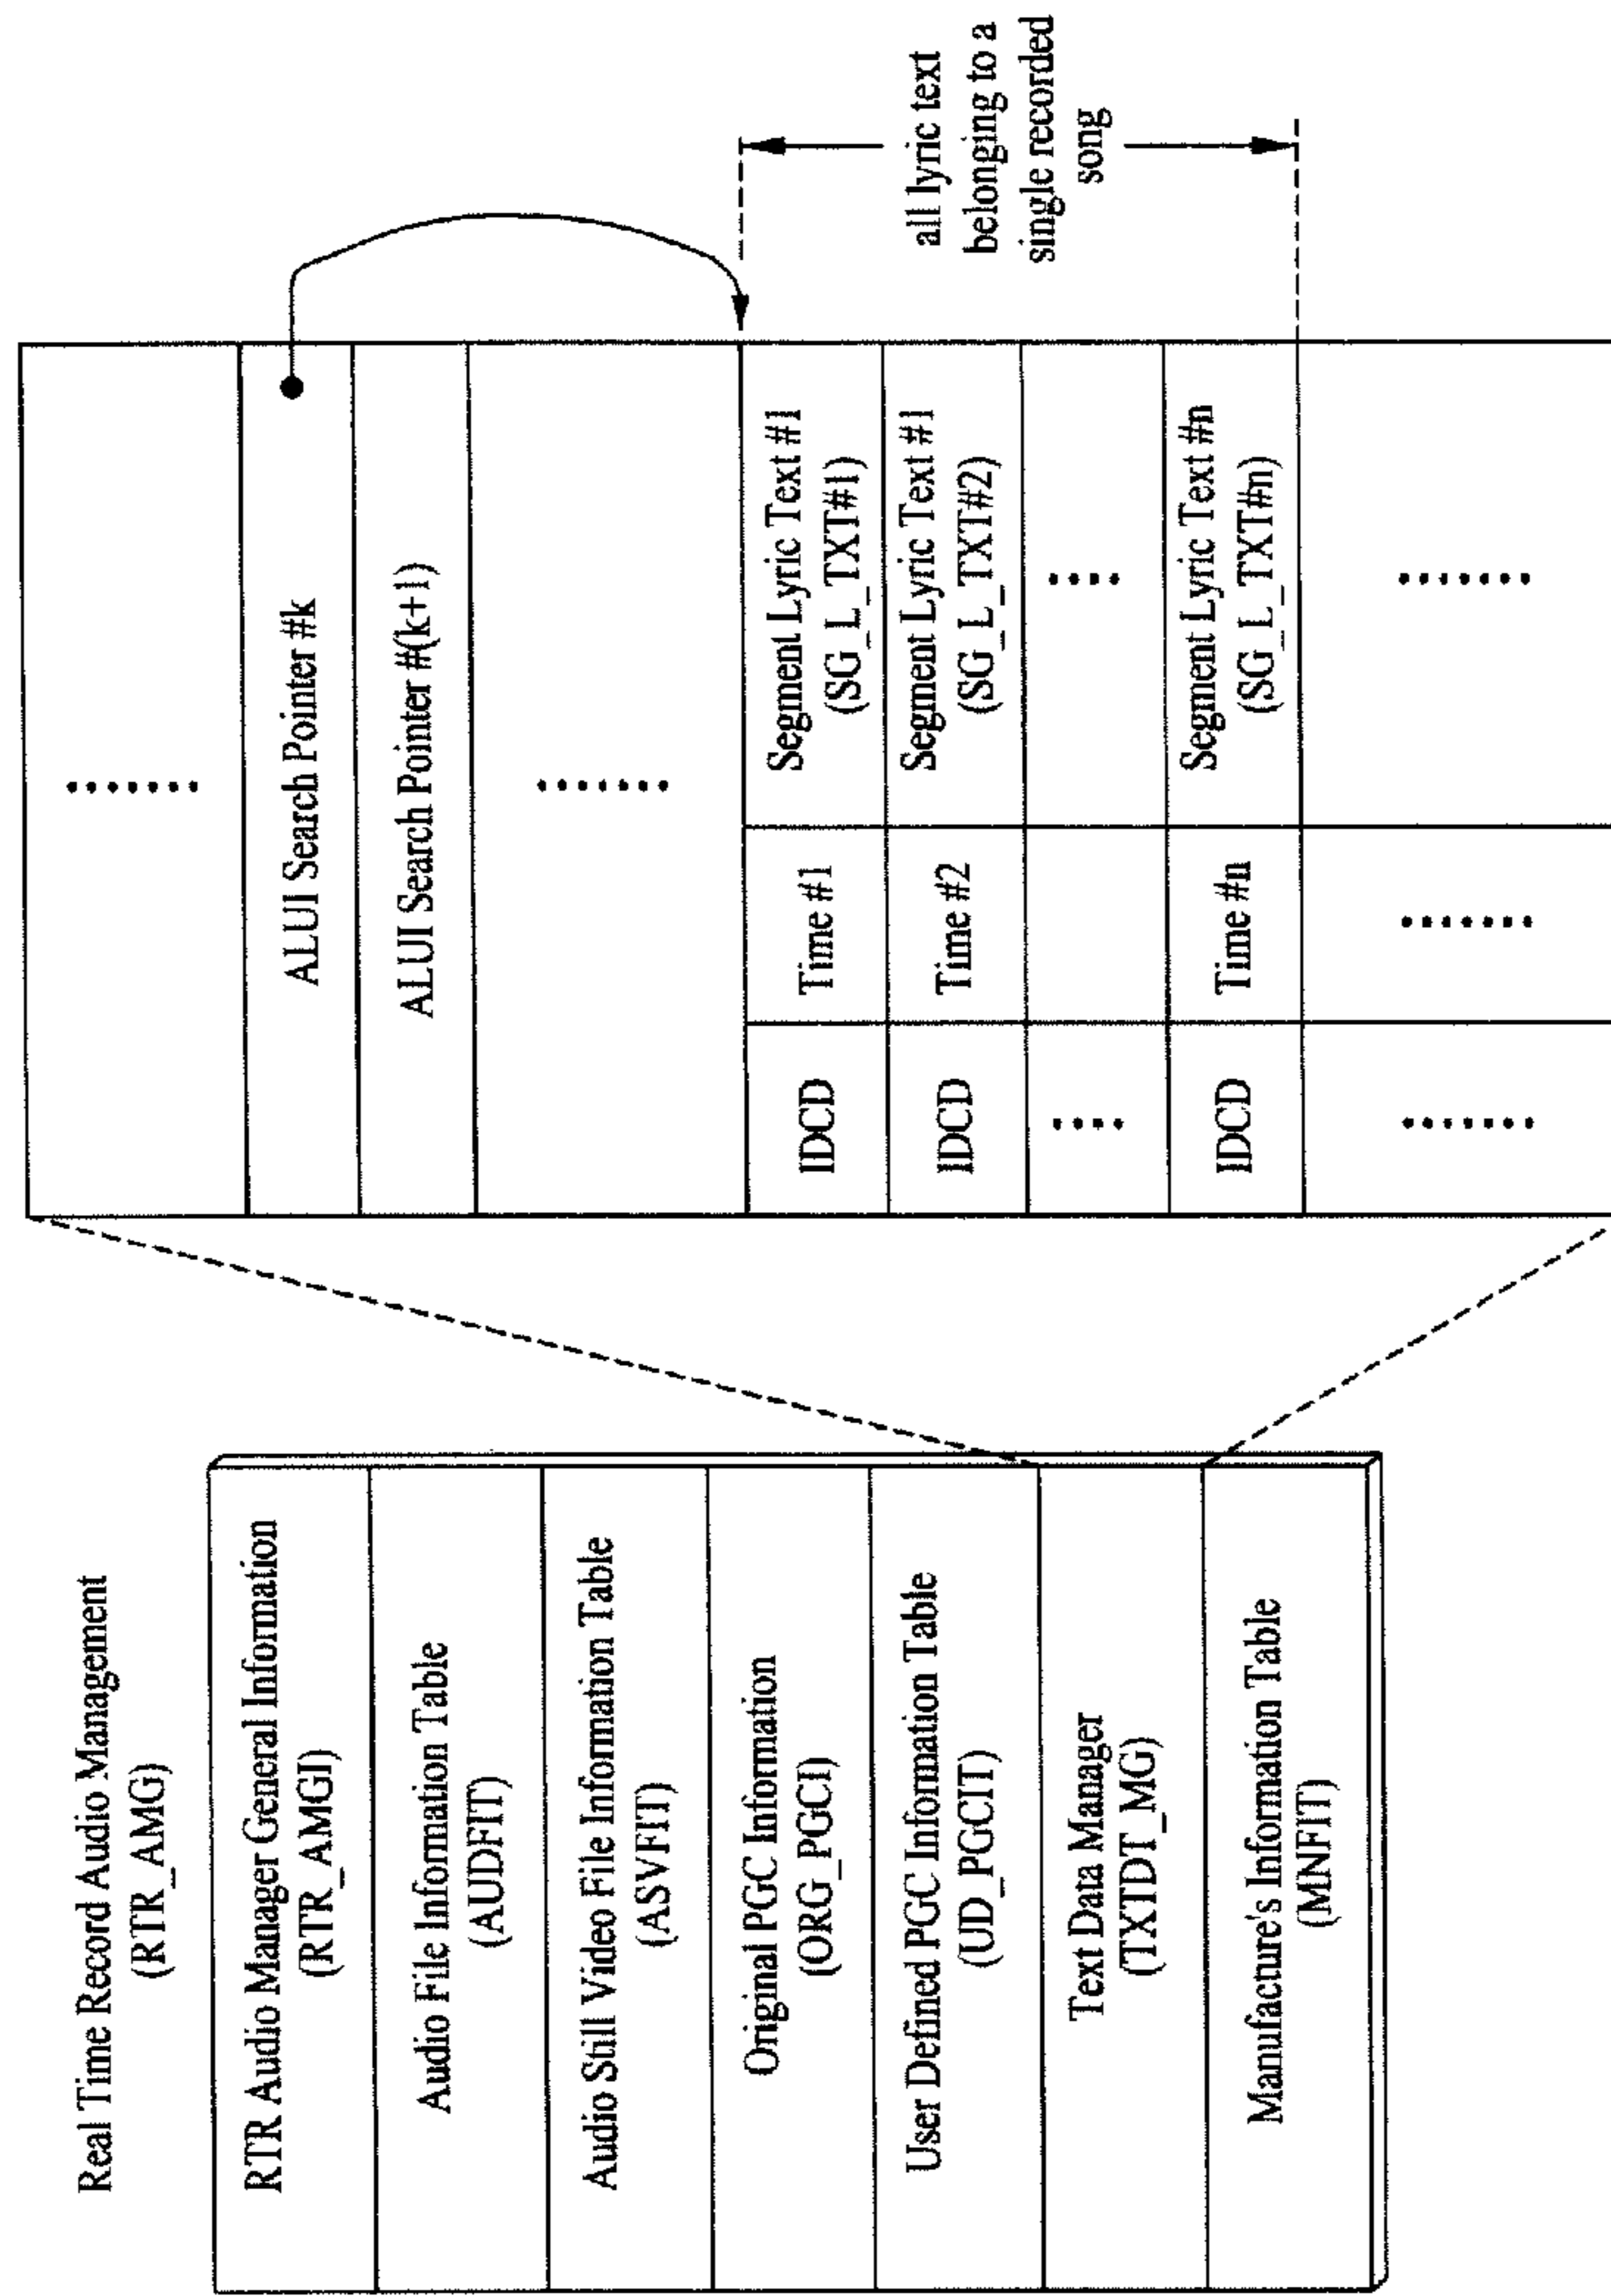 Real Time Record Audio Management
(RTR_AMG)
RTR Audio Manager General Information
(RTR_AMGI)
Audio File Information Table
(AUDFIT)
Audio Still Video File Information Table
(ASVFIT)
Original PGC Information
(ORG_PGCI)
User Defined PGC Information Table
(UD_PGCIT)
Text Data Manager
(TXTDT_MG)
Manufacture's Information Table
(MNFIT)
ALUI Search Pointer #k
ALUI Search Pointer #(k+1)
IDCD
Time #1
Segment Lyric Text #1
(SG_L_TXT#1)
IDCD
Time #2
Segment Lyric Text #1
(SG_L_TXT#2)
IDCD
Time #n
Segment Lyric Text #n
(SG_L_TXT#n)
all lyric text
belonging to a
single recorded
song